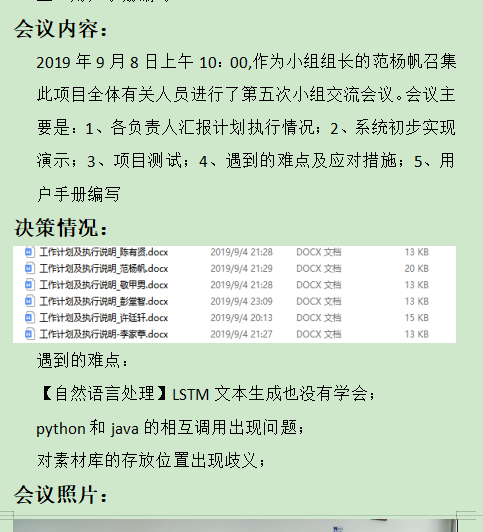 会议内容：
2019 年 9 月 8 日上午 10：00,作为小组组长的范杨帆召集
此项目全体有关人员进行了第五次小组交流会议。会议主
要是：1、各负责人汇报计划执行情况；2、系统初步实现
演示；3、项目测试；4、遇到的难点及应对措施；5、用
户手册编写
决策情况：
工作计划及执行说明_陈有贤.docx 2019/9/4 21:28 DOCX 文档 13 KB
工作计划及执行说明_范杨帆.docx 2019/9/4 21:29 DOCX 文档 20 KB
工作计划及执行说明_敬甲男.docx 2019/9/4 21:28 DOCX 文档 13 KB
工作计划及执行说明_彭堂智.docx 2019/9/4 23:09 DOCX 文档 13 KB
工作计划及执行说明_许廷轩.docx 2019/9/4 20:13 DOCX 文档 15 KB
工作计划及执行说明-李家葶.docx 2019/9/4 21:27 DOCX 文档 13 KB
遇到的难点：
【自然语言处理】LSTM 文本生成也没有学会；
python 和 java 的相互调用出现问题；
对素材库的存放位置出现歧义；
会议照片：